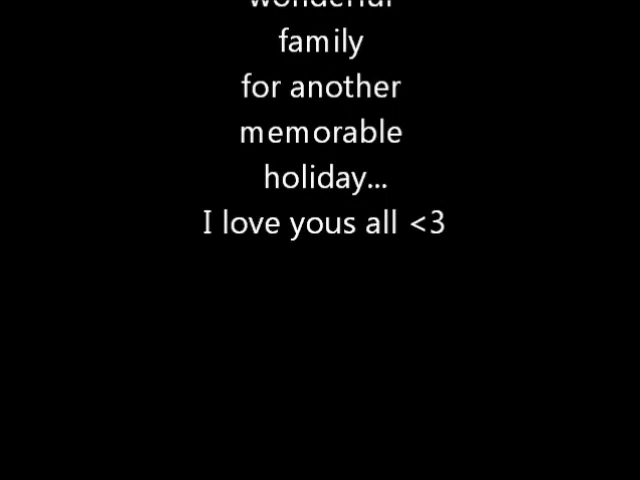 wonderful
family
for another
memorable
holiday...
I love yous all <3